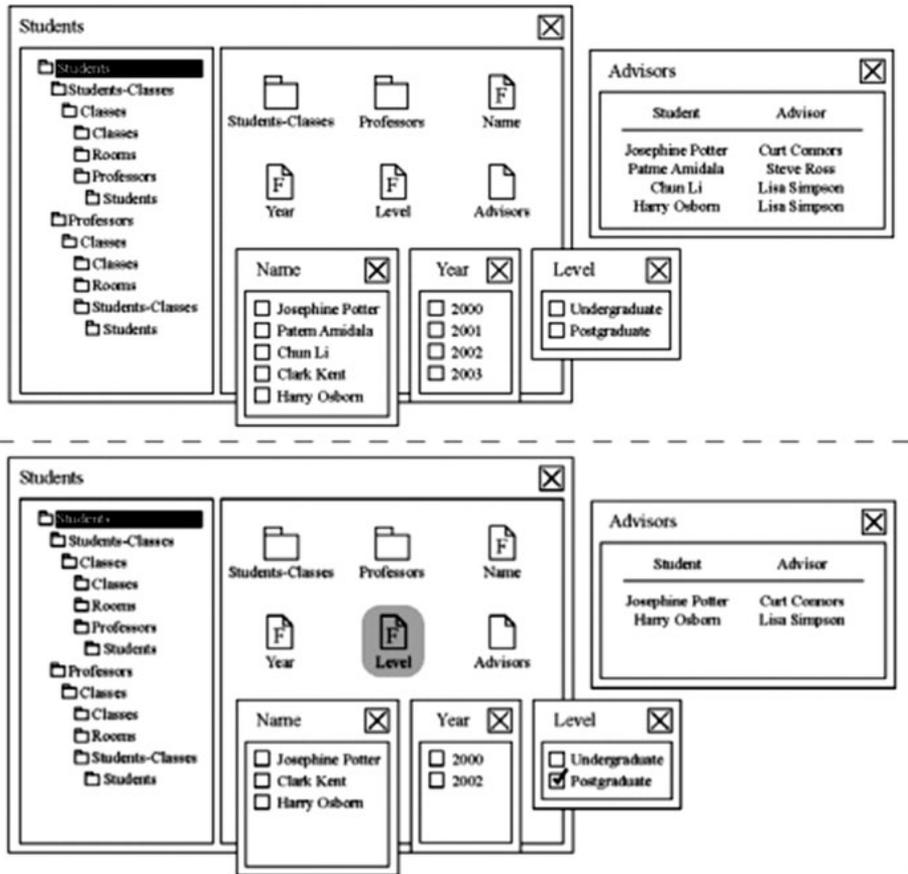 Students
Students
Students-Classes
Classes
Classes
Rooms
Professors
Students
Professors
Classes
Classes
Rooms
Students-Classes
Students
Students-Classes Professors F Name
F Year F Level Advisors
Advisors
Student Advisor
Josephine Potter Curt Connors
Patme Amidala Steve Ross
Chun Li Lisa Simpson
Harry Osborn Lisa Simpson
Name
Josephine Potter
Patem Amidala
Chun Li
Clark Kent
Harry Osborn
Year
2000
2001
2002
2003
Level
Undergraduate
Postgraduate
Students
Students
Students-Classes
Classes
Classes
Rooms
Professors
Students
Professors
Classes
Classes
Rooms
Students-Classes
Students
Students-Classes Professors F Name
F Year F Level Advisors
Advisors
Student Advisor
Josephine Potter Curt Connors
Harry Osborn Lisa Simpson
Name
Josephine Potter
Clark Kent
Harry Osborn
Year
2000
2002
Level
Undergraduate
Postgraduate